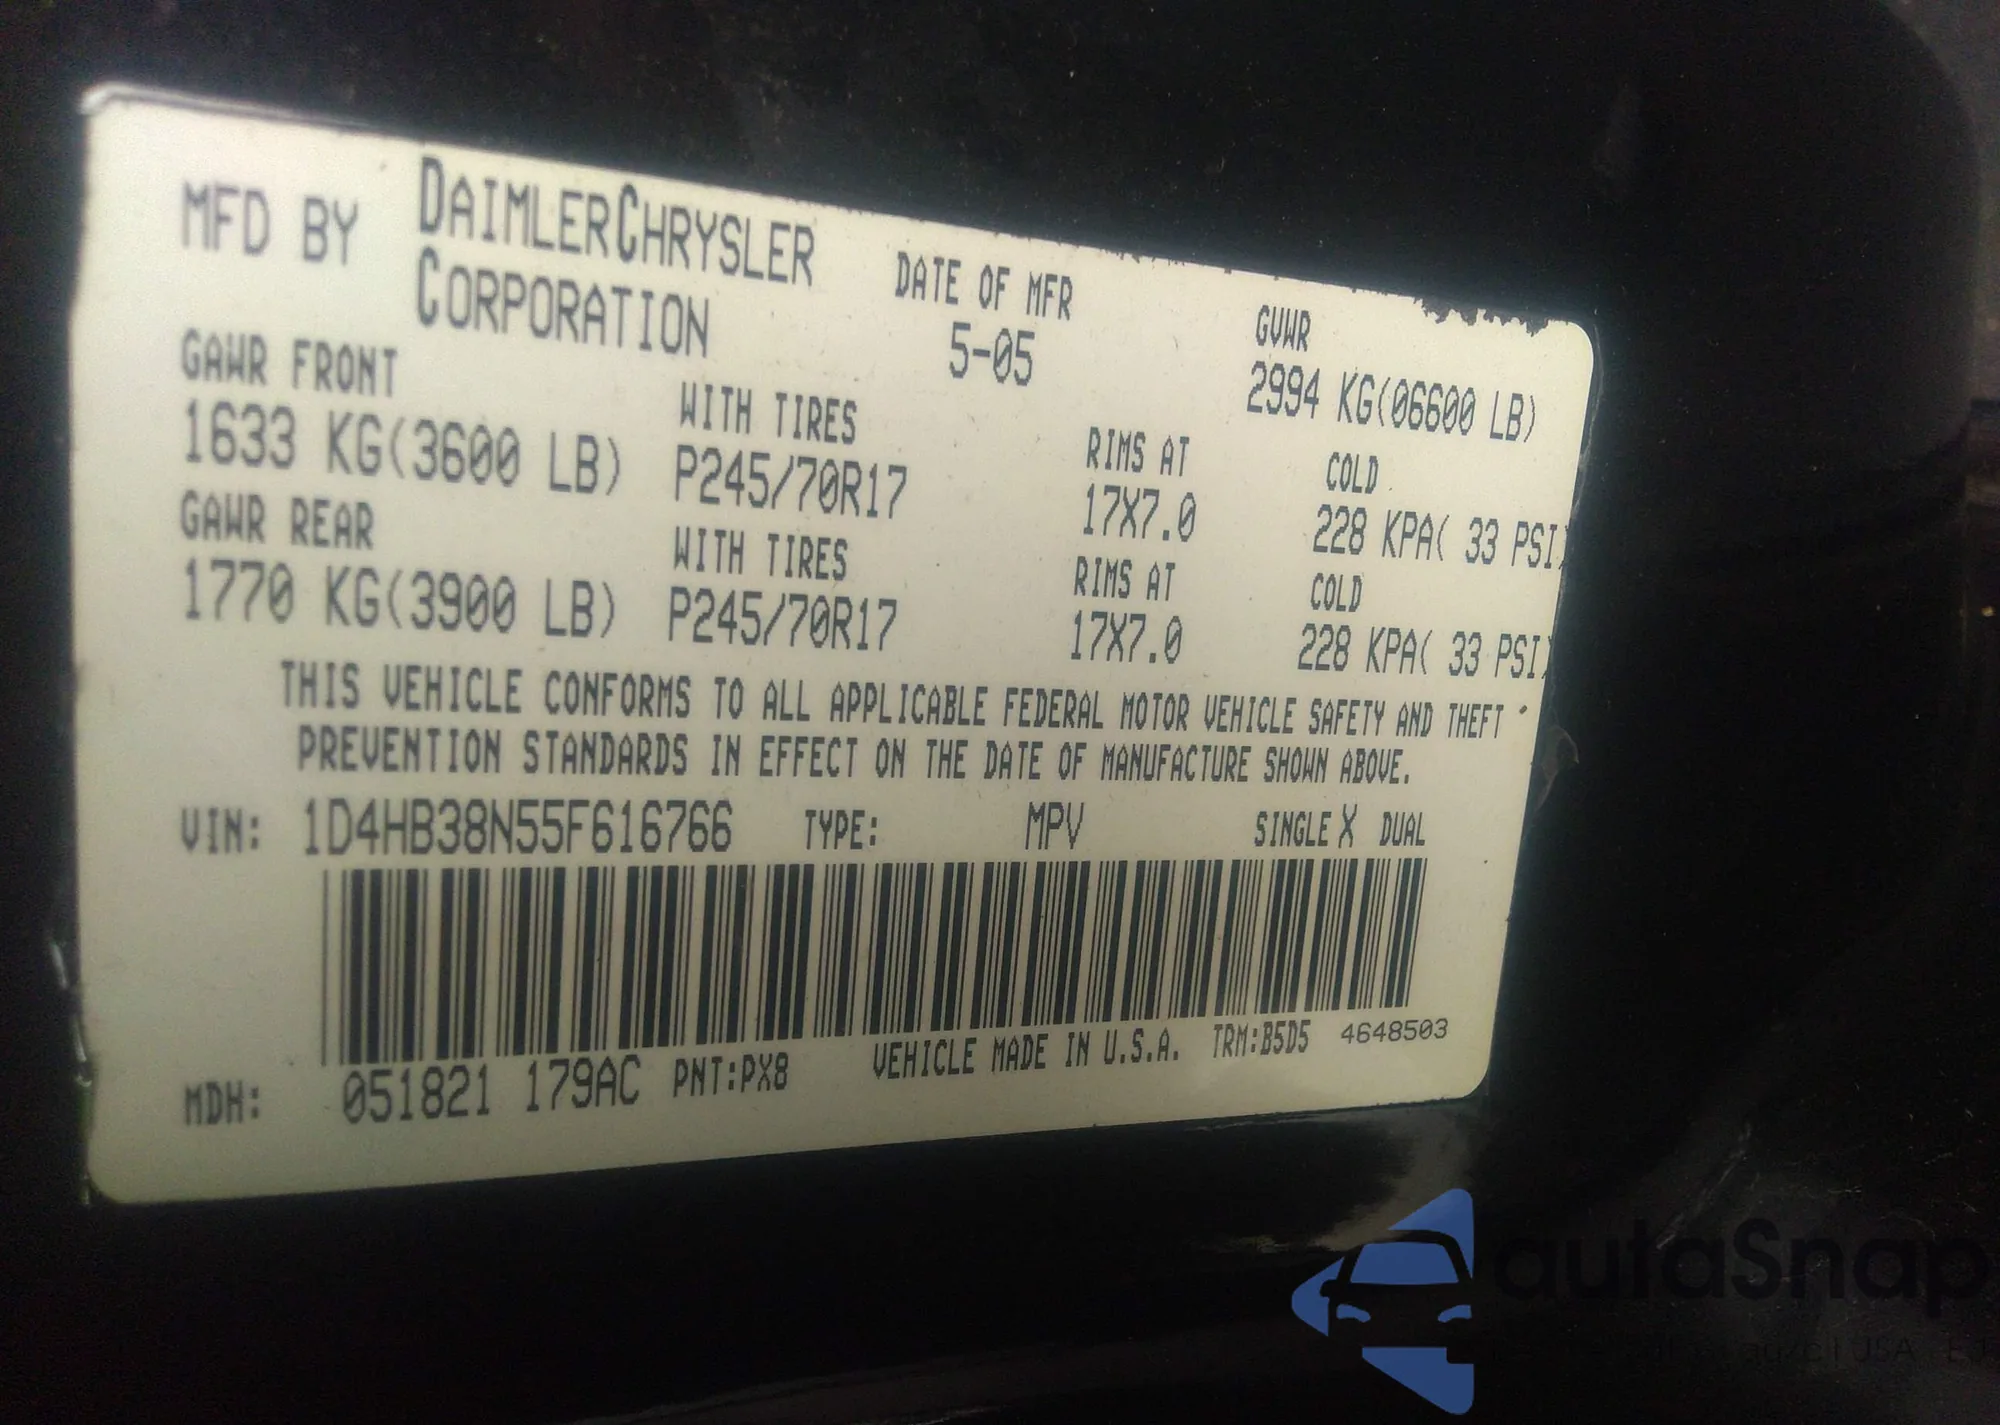 MFD BY DAIMLERCHRYSLER CORPORATION DATE OF MFR 5-05 GVWR 2994 KG(06600 LB)
GAWR FRONT WITH TIRES RIMS AT COLD
1633 KG(3600 LB) P245/70R17 17X7.0 228 KPA( 33 PSI)
GAWR REAR WITH TIRES RIMS AT COLD
1770 KG(3900 LB) P245/70R17 17X7.0 228 KPA( 33 PSI)
THIS VEHICLE CONFORMS TO ALL APPLICABLE FEDERAL MOTOR VEHICLE SAFETY AND THEFT
PREVENTION STANDARDS IN EFFECT ON THE DATE OF MANUFACTURE SHOWN ABOVE.
VIN: 1D4HB38N55F616766 TYPE: MPV SINGLE X DUAL
MDH: 051821 179AC PNT:PX8 VEHICLE MADE IN U.S.A. TRM:B5D5 4648503
autaSnap